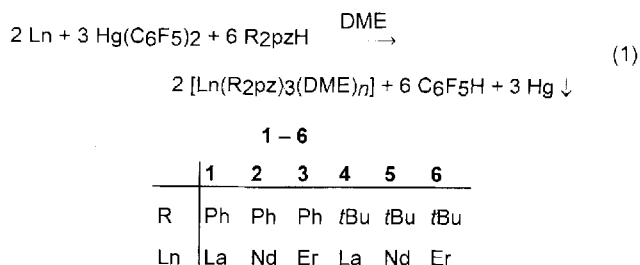 DME
2 Ln + 3 Hg(C6F5)2 + 6 R2pzH →
(1)
2 [Ln(R2pz)3(DME)n] + 6 C6F5H + 3 Hg ↓
1 – 6
1 2 3 4 5 6
R Ph Ph Ph tBu tBu tBu
Ln La Nd Er La Nd Er